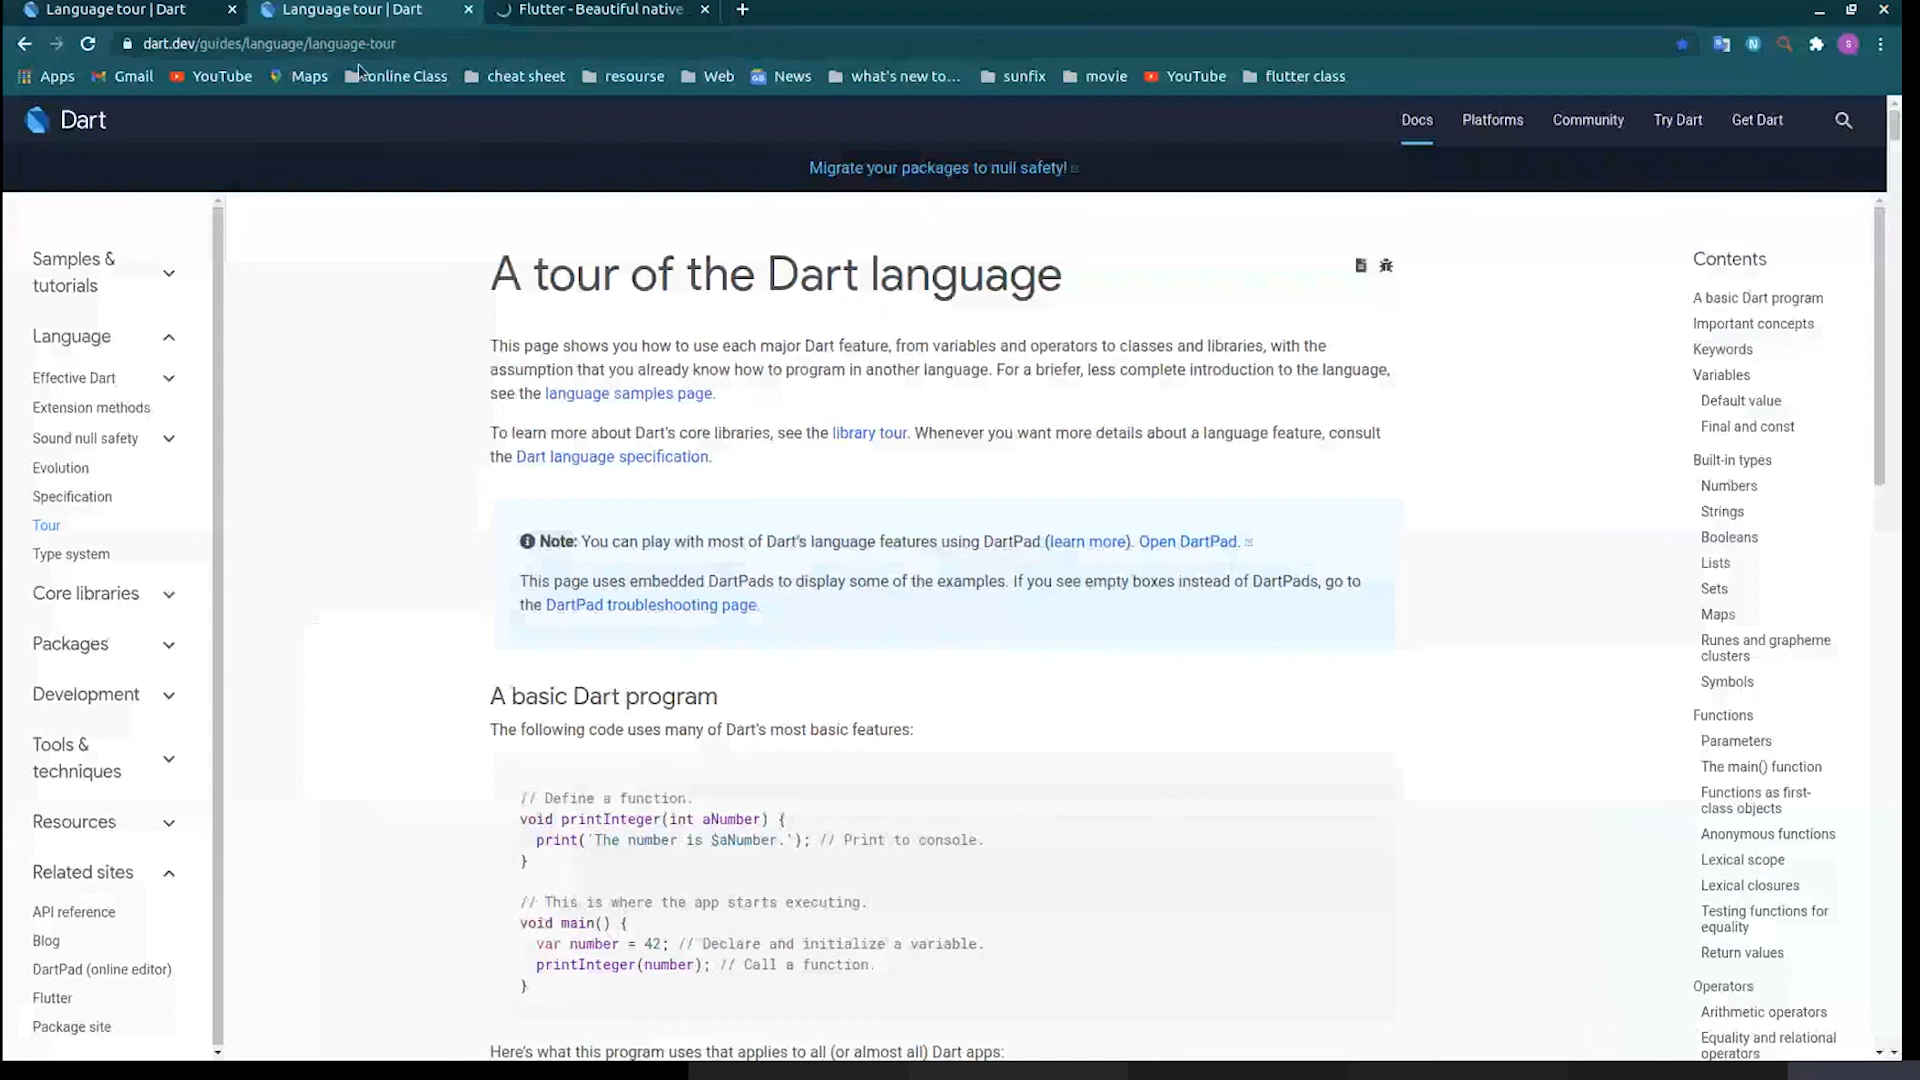 Language tour | Dart
Language tour | Dart
Flutter - Beautiful native
dart.dev/guides/language/language-tour
Apps
Gmail
YouTube
Maps
online Class
cheat sheet
resourse
Web
News
what's new to...
sunfix
movie
YouTube
flutter class
Dart
Docs
Platforms
Community
Try Dart
Get Dart
Migrate your packages to null safety!
Samples &
tutorials
Language
Effective Dart
Extension methods
Sound null safety
Evolution
Specification
Tour
Type system
Core libraries
Packages
Development
Tools &
techniques
Resources
Related sites
API reference
Blog
DartPad (online editor)
Flutter
Package site
A tour of the Dart language
This page shows you how to use each major Dart feature, from variables and operators to classes and libraries, with the
assumption that you already know how to program in another language. For a briefer, less complete introduction to the language,
see the language samples page.
To learn more about Dart's core libraries, see the library tour. Whenever you want more details about a language feature, consult
the Dart language specification.
Note: You can play with most of Dart's language features using DartPad (learn more). Open DartPad.
This page uses embedded DartPads to display some of the examples. If you see empty boxes instead of DartPads, go to
the DartPad troubleshooting page.
A basic Dart program
The following code uses many of Dart's most basic features:
// Define a function.
void printInteger(int aNumber) {
print('The number is $aNumber.'); // Print to console.
}
// This is where the app starts executing.
void main() {
var number = 42; // Declare and initialize a variable.
printInteger(number); // Call a function.
}
Here's what this program uses that applies to all (or almost all) Dart apps:
Contents
A basic Dart program
Important concepts
Keywords
Variables
Default value
Final and const
Built-in types
Numbers
Strings
Booleans
Lists
Sets
Maps
Runes and grapheme
clusters
Symbols
Functions
Parameters
The main() function
Functions as first-
class objects
Anonymous functions
Lexical scope
Lexical closures
Testing functions for
equality
Return values
Operators
Arithmetic operators
Equality and relational
operators